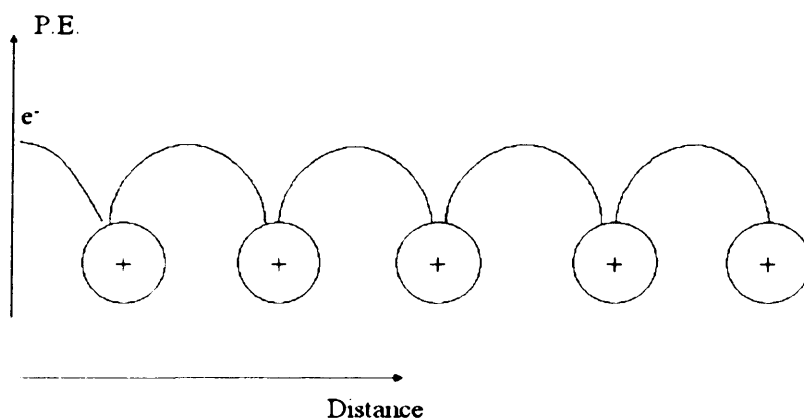 P.E.
e-
+ + + + +
Distance